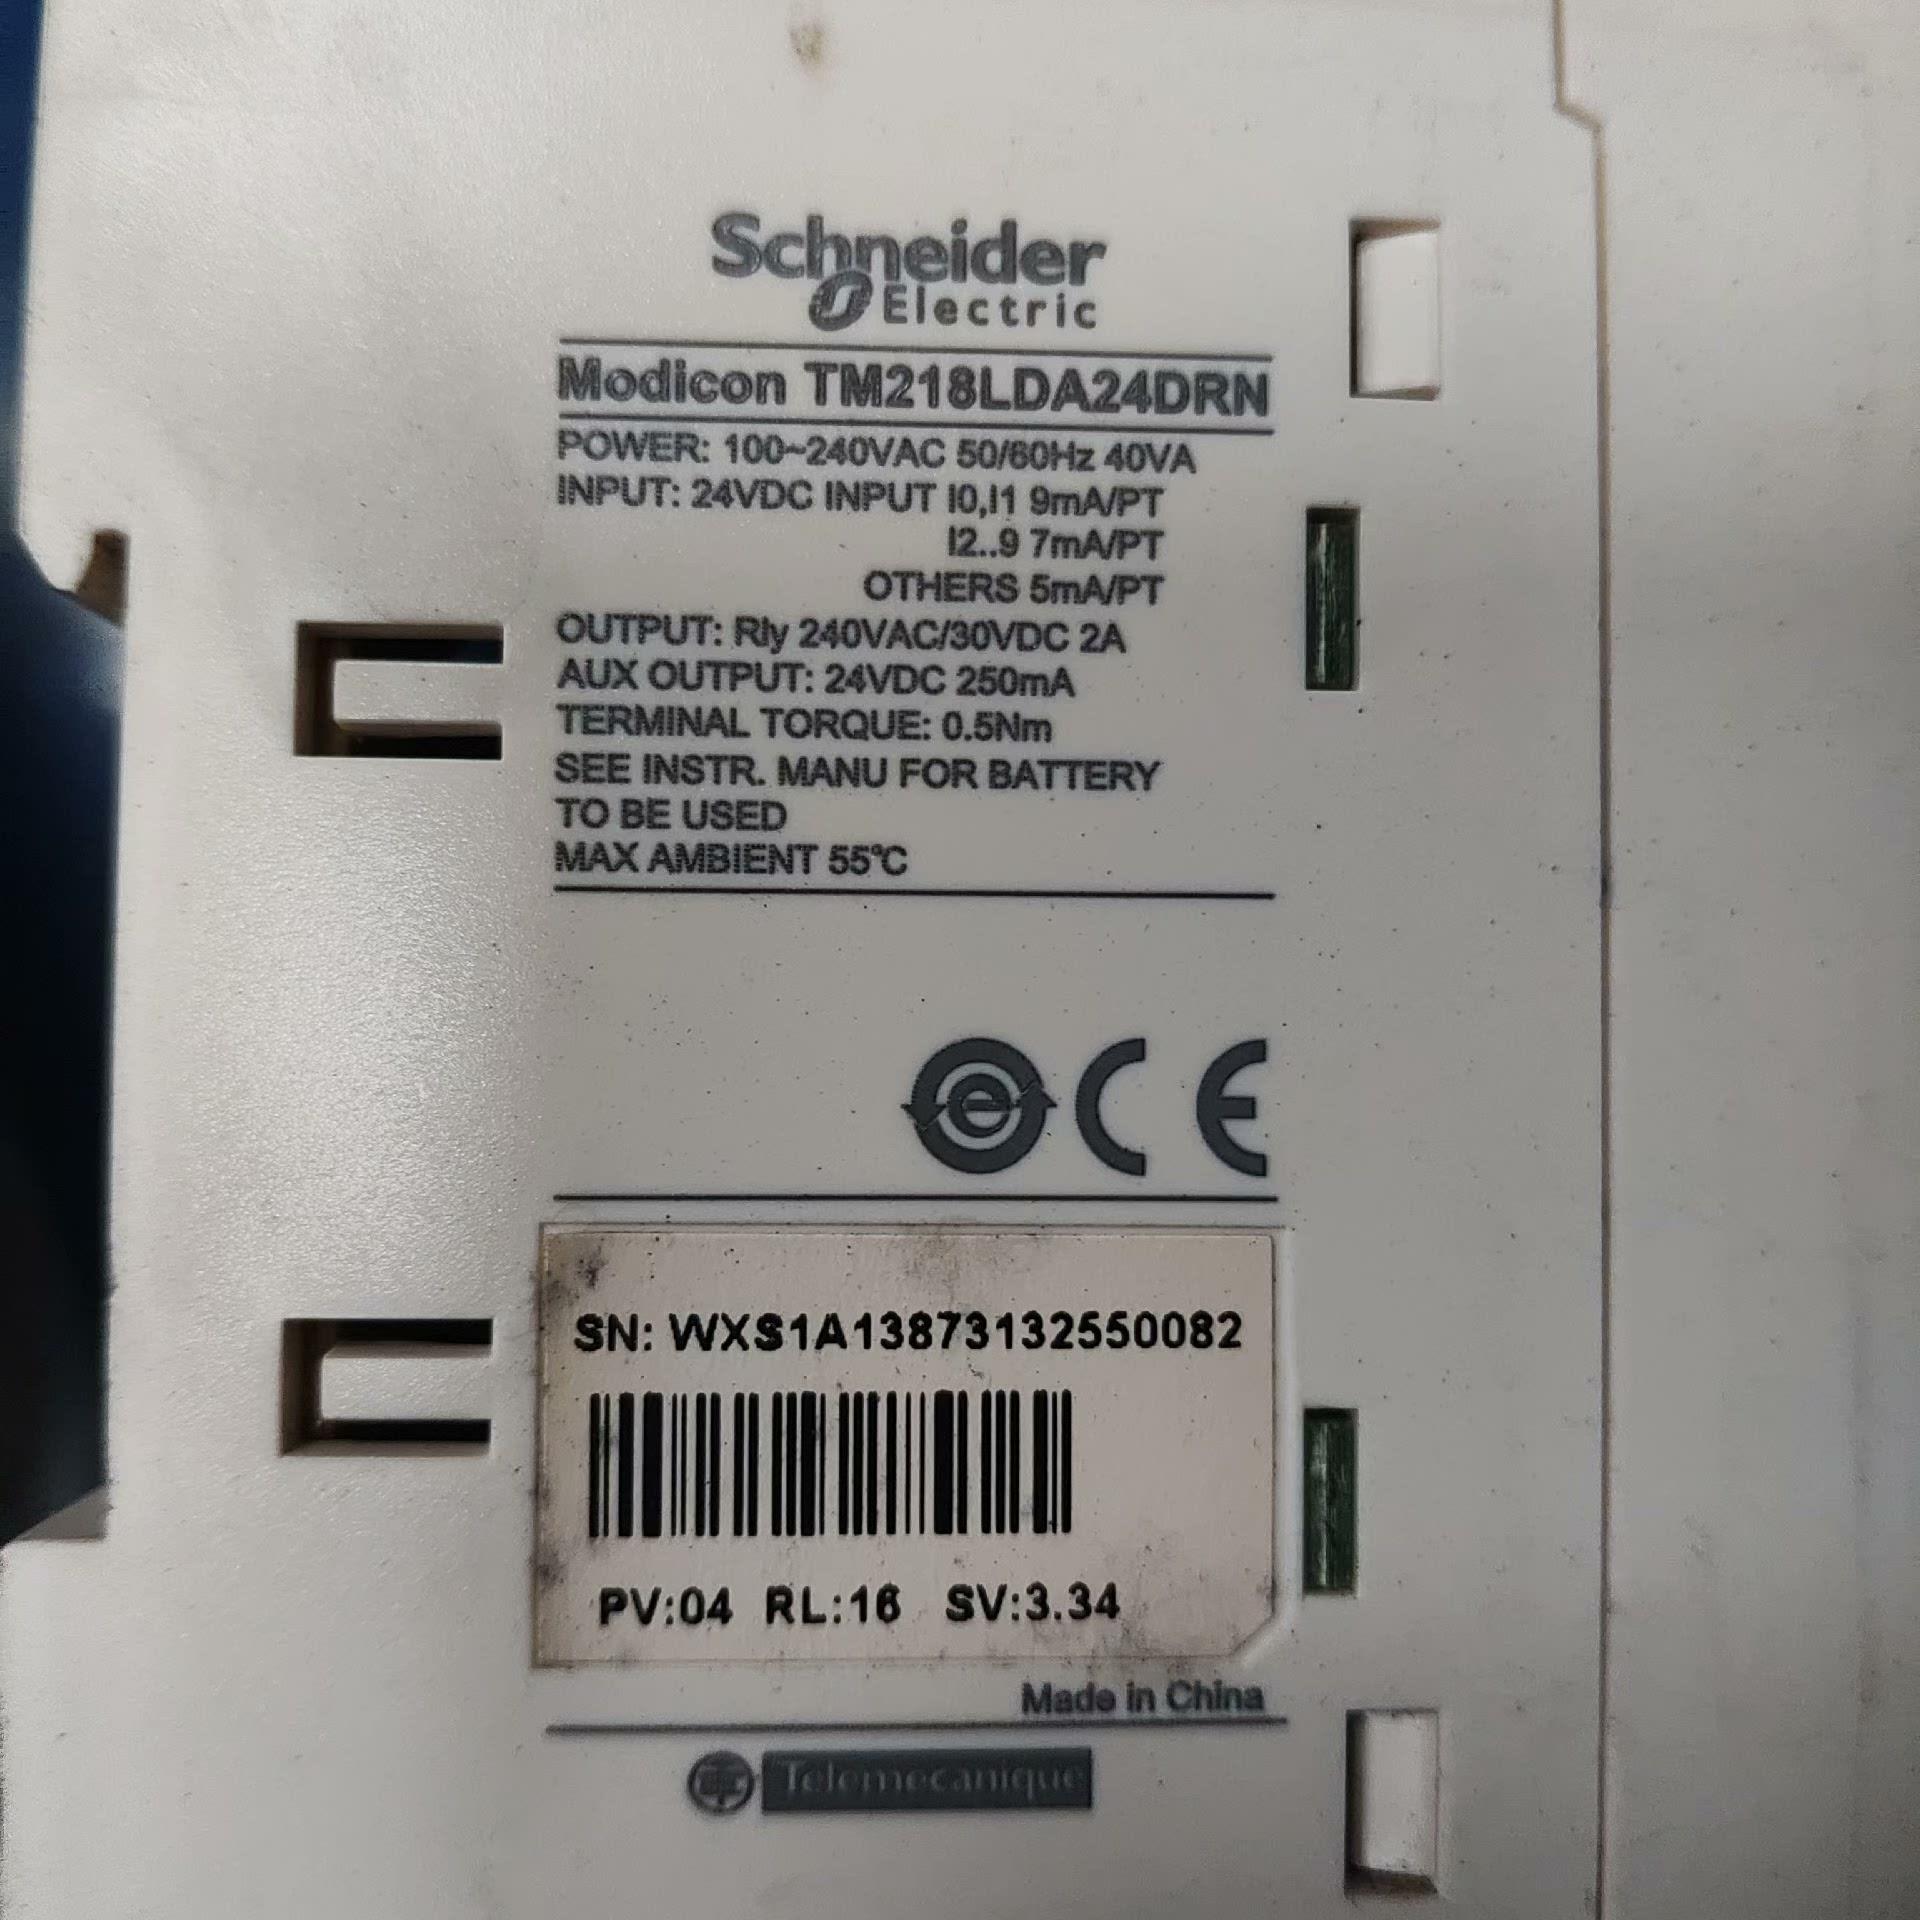 Schneider
Electric
Modicon TM218LDA24DRN
POWER: 100~240VAC 50/60Hz 40VA
INPUT: 24VDC INPUT I0,I1 9mA/PT
I2..9 7mA/PT
OTHERS 5mA/PT
OUTPUT: Rly 240VAC/30VDC 2A
AUX OUTPUT: 24VDC 250mA
TERMINAL TORQUE: 0.5Nm
SEE INSTR. MANU FOR BATTERY
TO BE USED
MAX AMBIENT 55℃
e CE
SN: WXS1A13873132550082
PV:04 RL:16 SV:3.34
Made in China
Telemecanique